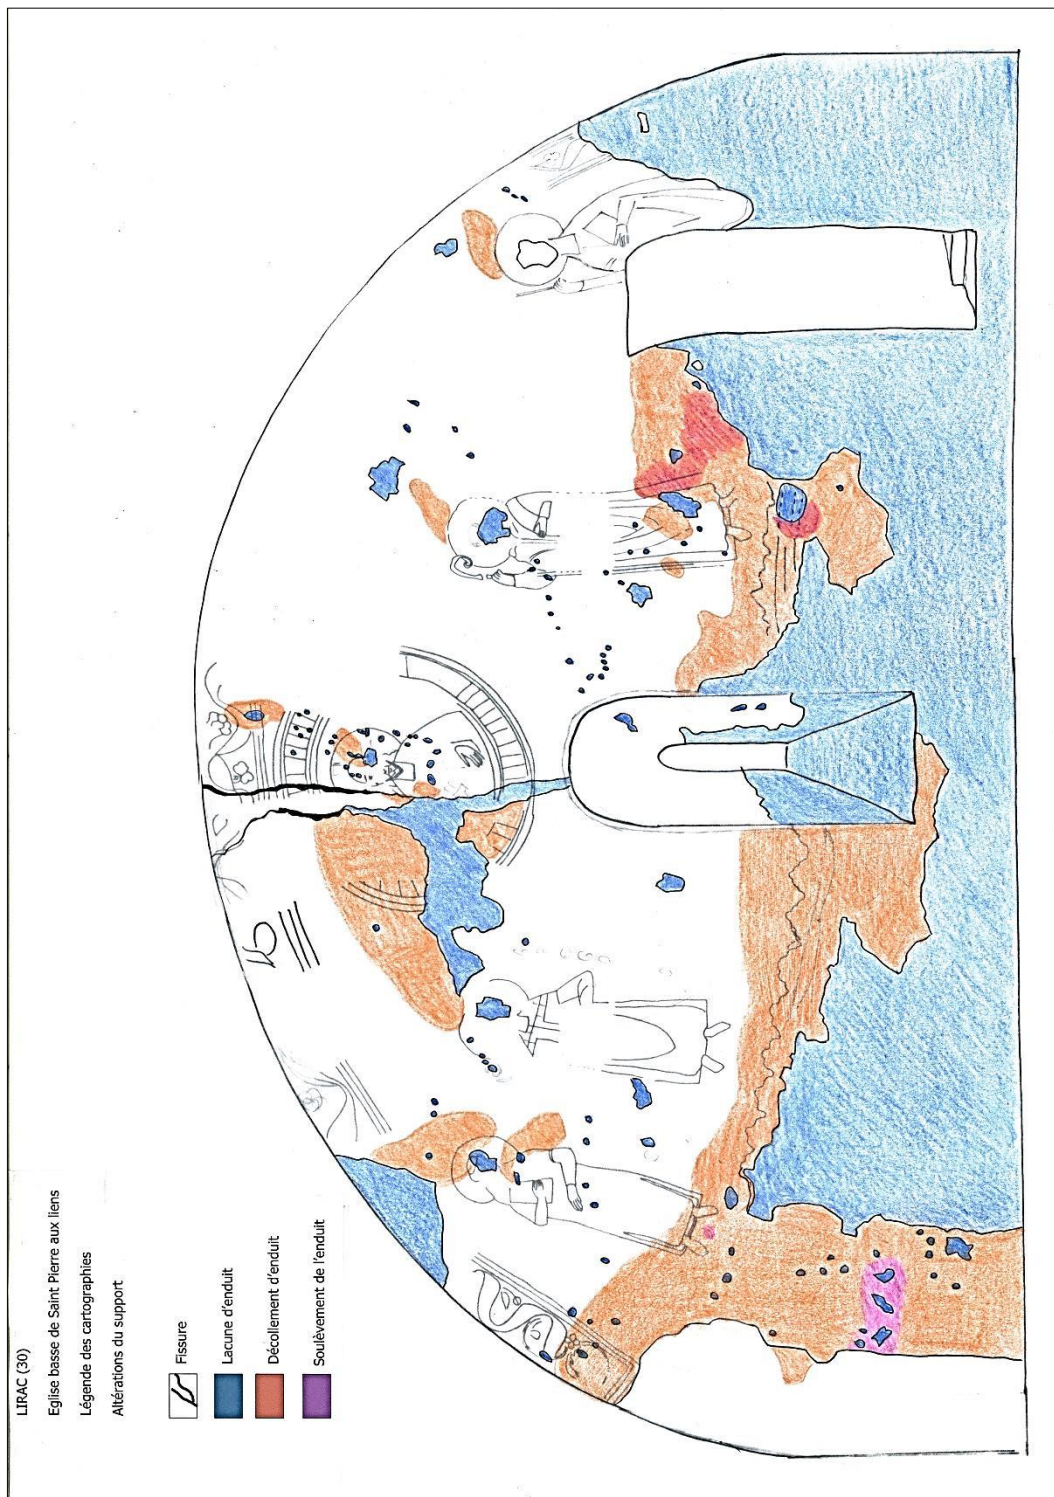 LIRAC (30)
Eglise basse de Saint Pierre aux liens
Légende des cartographies
Altérations du support
Fissure
Lacune d'enduit
Décollement d'enduit
Soulèvement de l'enduit